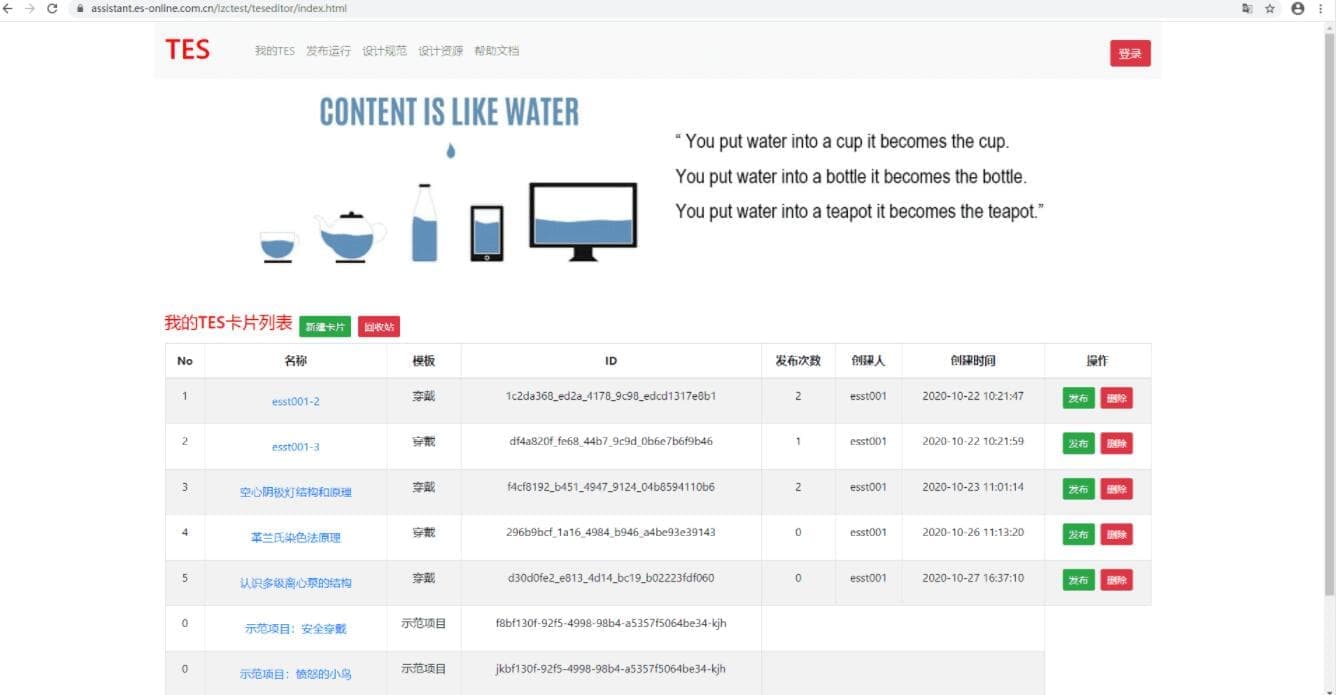 assistant.es-online.com.cn/lzctest/teseditor/index.html
TES 我的TES 发布运行 设计规范 设计资源 帮助文档 登录
CONTENT IS LIKE WATER
“ You put water into a cup it becomes the cup.
You put water into a bottle it becomes the bottle.
You put water into a teapot it becomes the teapot.”
我的TES卡片列表 新建卡片 回收站
No 名称 模板 ID 发布次数 创建人 创建时间 操作
1 esst001-2 穿戴 1c2da368_ed2a_4178_9c98_edcd1317e8b1 2 esst001 2020-10-22 10:21:47 发布 删除
2 esst001-3 穿戴 df4a820f_fe68_44b7_9c9d_0b6e7b6f9b46 1 esst001 2020-10-22 10:21:59 发布 删除
3 空心阴极灯结构和原理 穿戴 f4cf8192_b451_4947_9124_04b8594110b6 2 esst001 2020-10-23 11:01:14 发布 删除
4 革兰氏染色法原理 穿戴 296b9bcf_1a16_4984_b946_a4be93e39143 0 esst001 2020-10-26 11:13:20 发布 删除
5 认识多级离心泵的结构 穿戴 d30d0fe2_e813_4d14_bc19_b02223fdf060 0 esst001 2020-10-27 16:37:10 发布 删除
0 示范项目：安全穿戴 示范项目 f8bf130f-92f5-4998-98b4-a5357f5064be34-kjh
0 示范项目：愤怒的小鸟 示范项目 jkbf130f-92f5-4998-98b4-a5357f5064be34-kjh